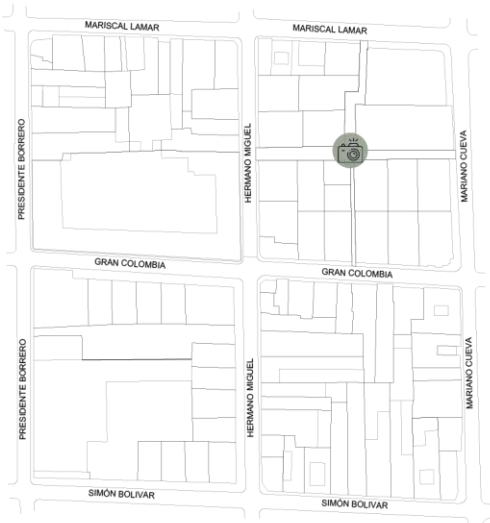 MARISCAL LAMAR
MARISCAL LAMAR
PRESIDENTE BORRERO
HERMANO MIGUEL
MARIANO CUEVA
GRAN COLOMBIA
GRAN COLOMBIA
PRESIDENTE BORRERO
HERMANO MIGUEL
MARIANO CUEVA
SIMÓN BOLIVAR
SIMÓN BOLIVAR